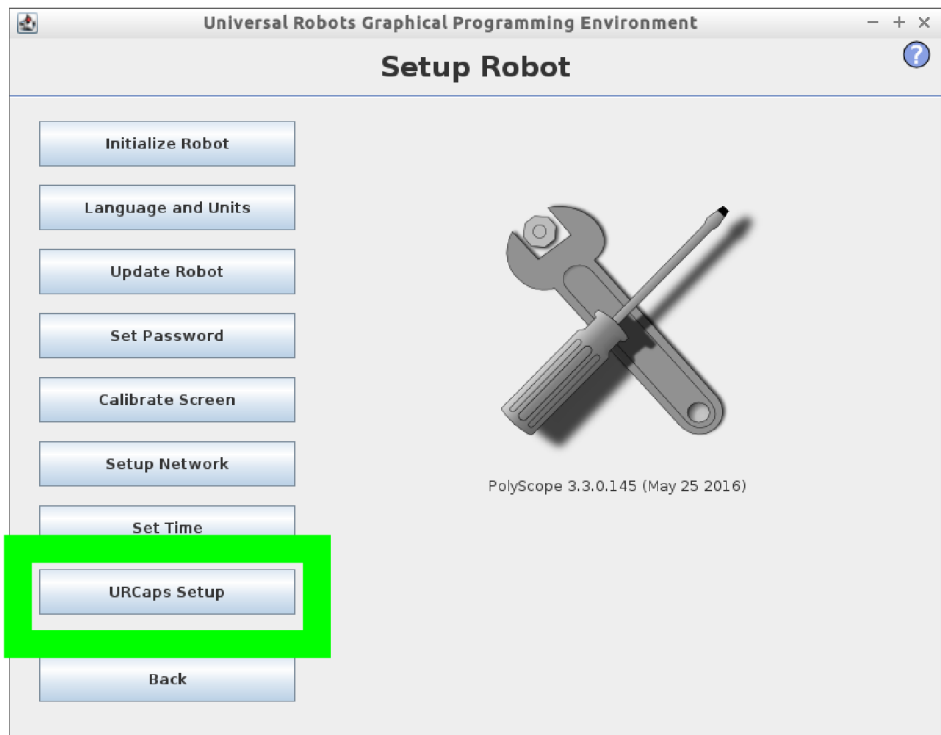 Universal Robots Graphical Programming Environment
Setup Robot
?
Initialize Robot
Language and Units
Update Robot
Set Password
Calibrate Screen
Setup Network
PolyScope 3.3.0.145 (May 25 2016)
Set Time
URCaps Setup
Back